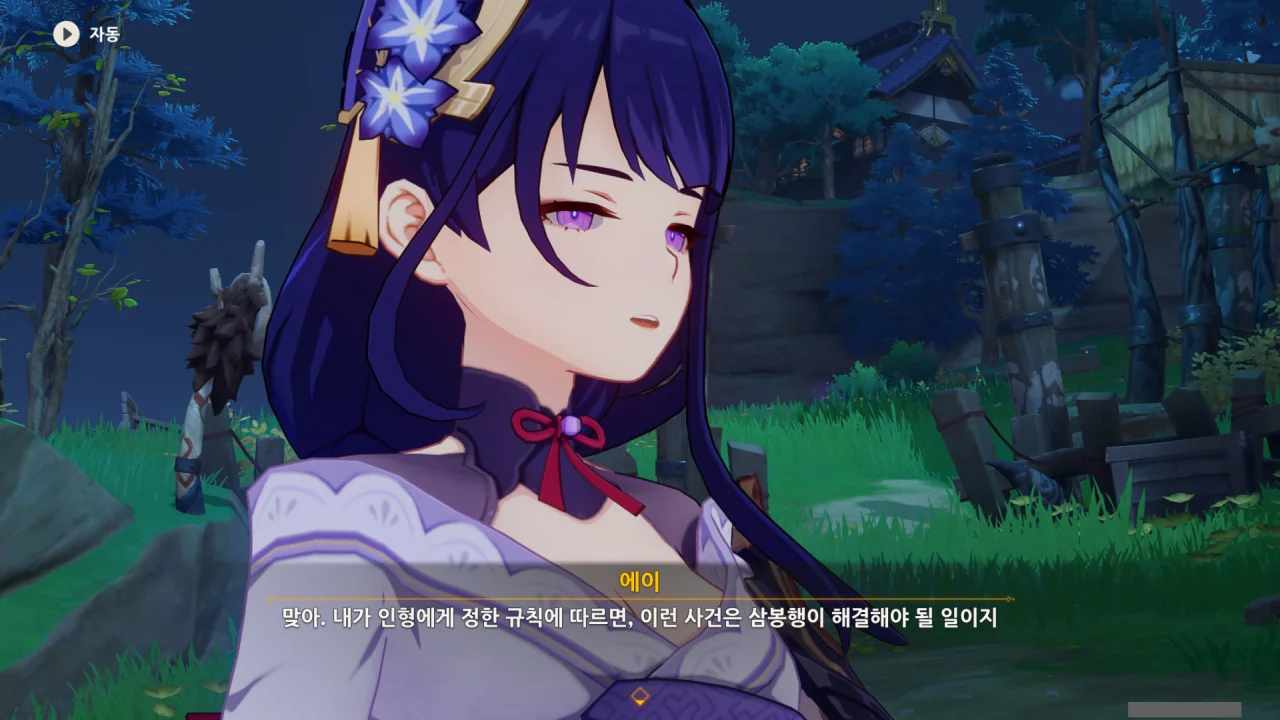 자동
에이
맞아. 내가 인형에게 정한 규칙에 따르면, 이런 사건은 삼봉행이 해결해야 될 일이지